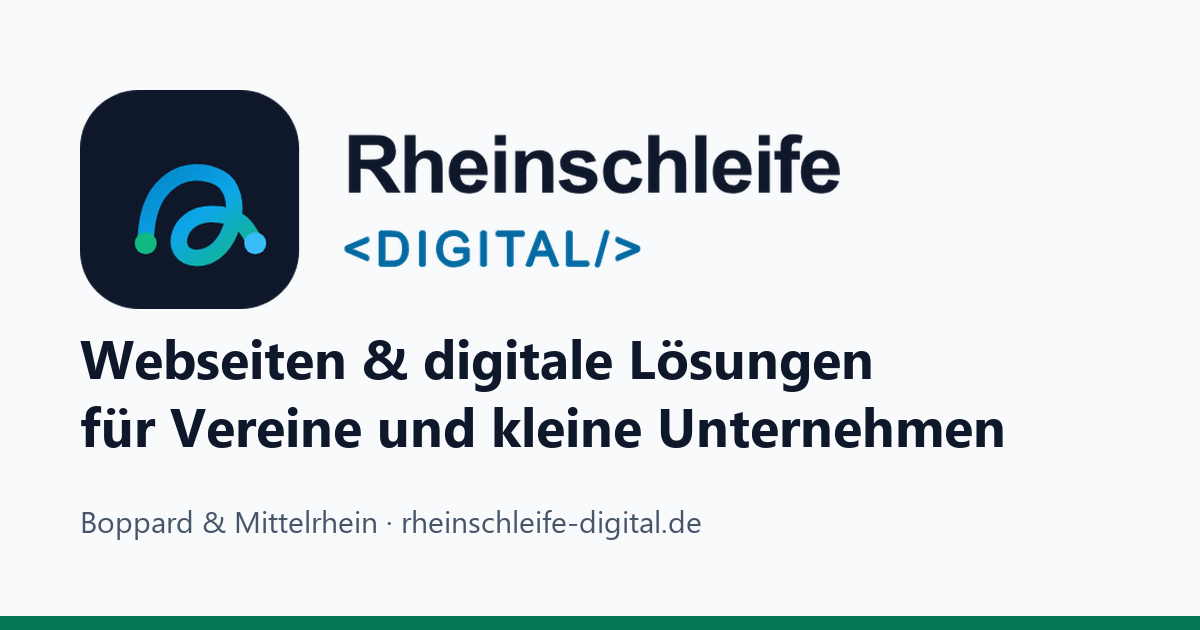 Rheinschleife
<DIGITAL/>
Webseiten & digitale Lösungen
für Vereine und kleine Unternehmen
Boppard & Mittelrhein · rheinschleife-digital.de